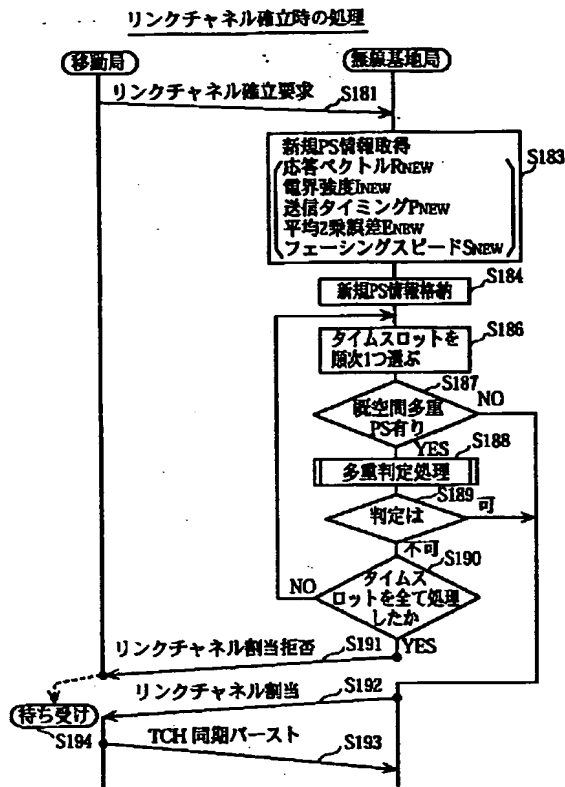 リンクチャネル確立時の処理
移動局
無線基地局
リンクチャネル確立要求
S181
新規PS情報取得
応答ベクトルRNEW
電界強度INEW
送信タイミングPNEW
平均2乗誤差ENEW
フェーシングスピードSNEW
S183
新規PS情報格納
S184
タイムスロットを
順次1つ選ぶ
S186
既空間多重
PS有り
S187
NO
YES
S188
多重判定処理
S189
判定は
可
不可
S190
タイムス
ロットを全て処理
したか
NO
YES
リンクチャネル割当拒否
S191
リンクチャネル割当
S192
待ち受け
S194
TCH 同期バースト
S193